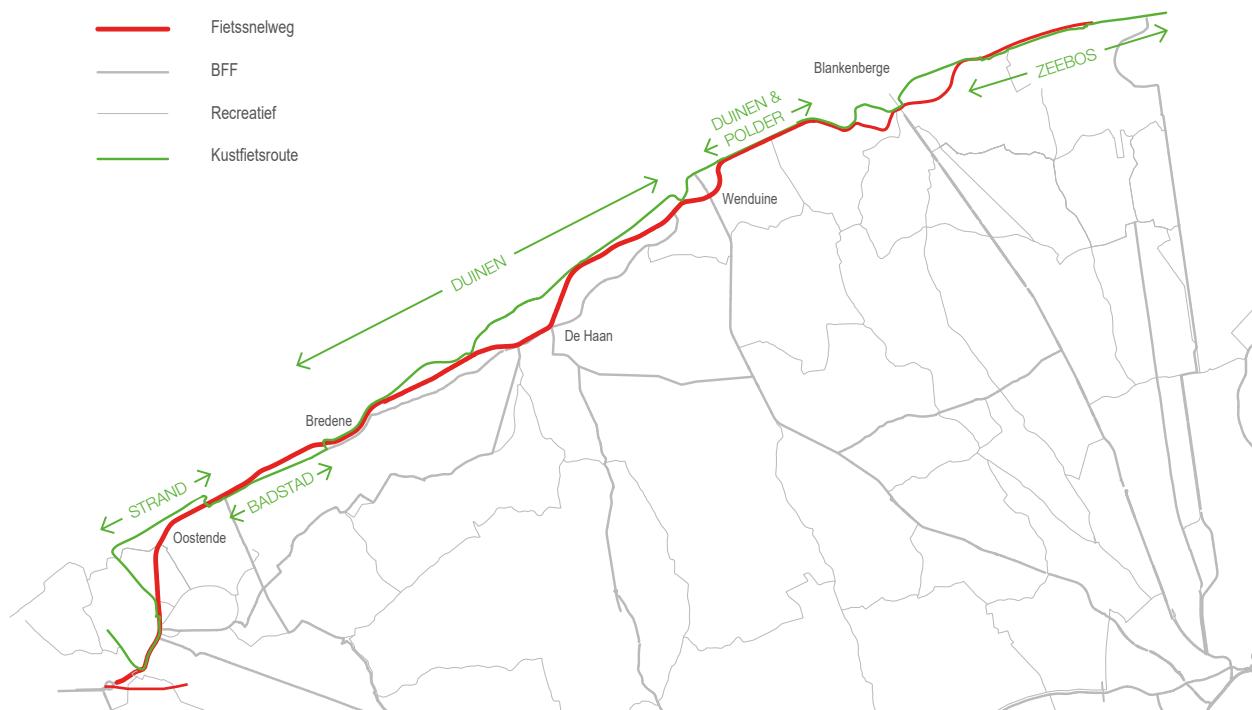 Fietssnelweg
BFF
Recreatief
Kustfietsroute
Blankenberge
ZEEBOS
DUINEN &
POLDER
Wenduine
DUINEN
De Haan
Bredene
STRAND
BADSTAD
Oostende